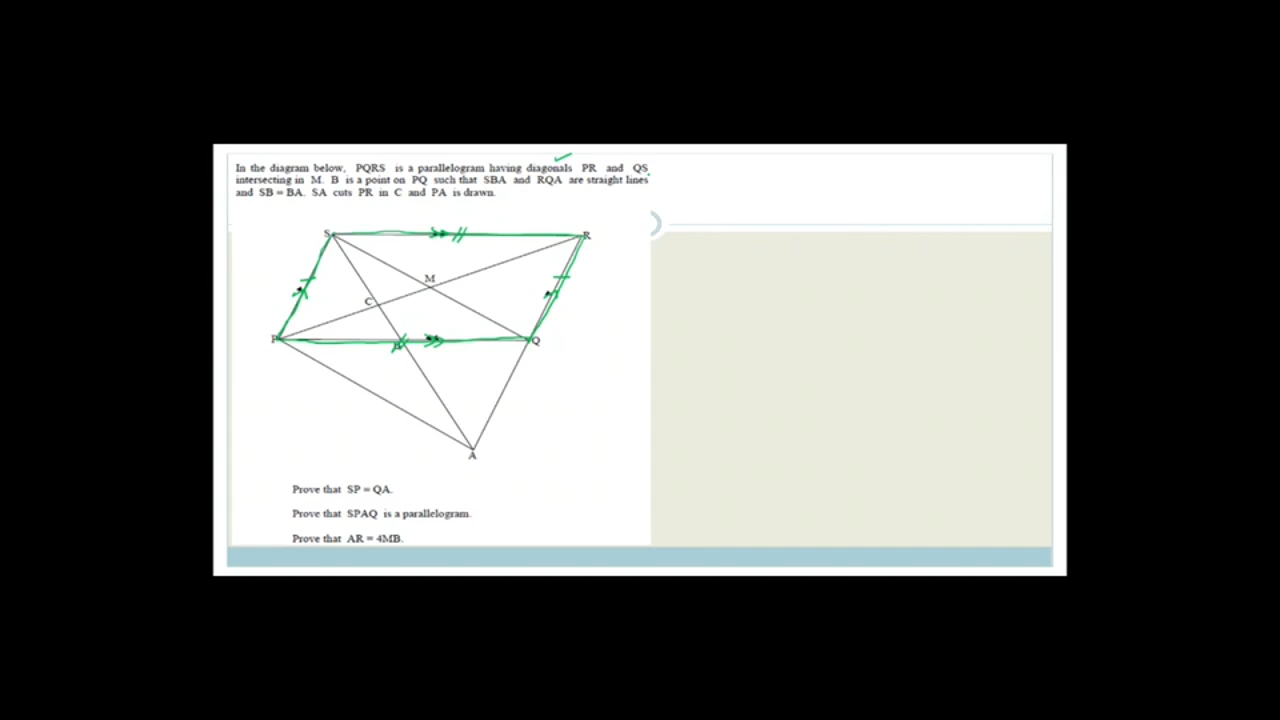 In the diagram below, PQRS is a parallelogram having diagonals PR and QS
intersecting in M. B is a point on PQ such that SBA and RQA are straight lines
and SB = BA. SA cuts PR in C and PA is drawn.
S
R
M
C
P
B
Q
A
Prove that SP = QA.
Prove that SPAQ is a parallelogram.
Prove that AR = 4MB.